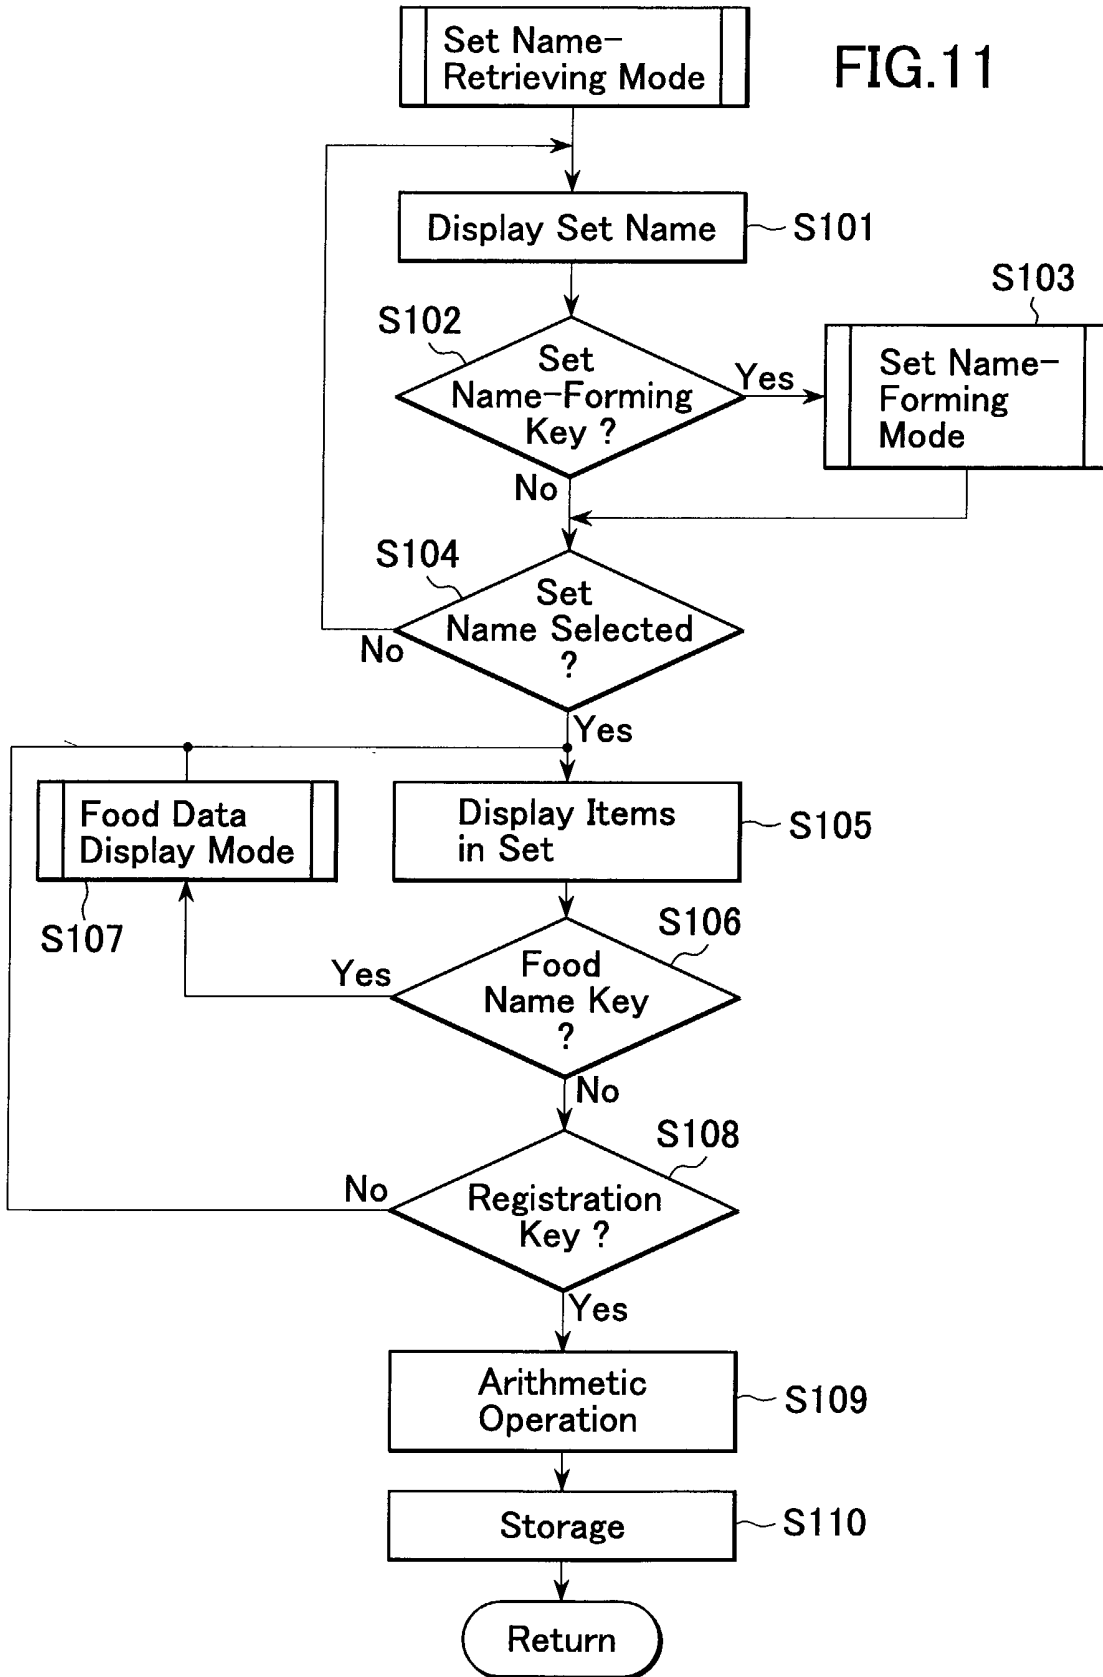 FIG.11
Set Name-
Retrieving Mode
Display Set Name
S101
S102
Set
Name-Forming
Key ?
Yes
No
S103
Set Name-
Forming
Mode
S104
Set
Name Selected
?
No
Yes
Food Data
Display Mode
S107
Display Items
in Set
S105
S106
Food
Name Key
?
Yes
No
S108
Registration
Key ?
No
Yes
Arithmetic
Operation
S109
Storage
S110
Return